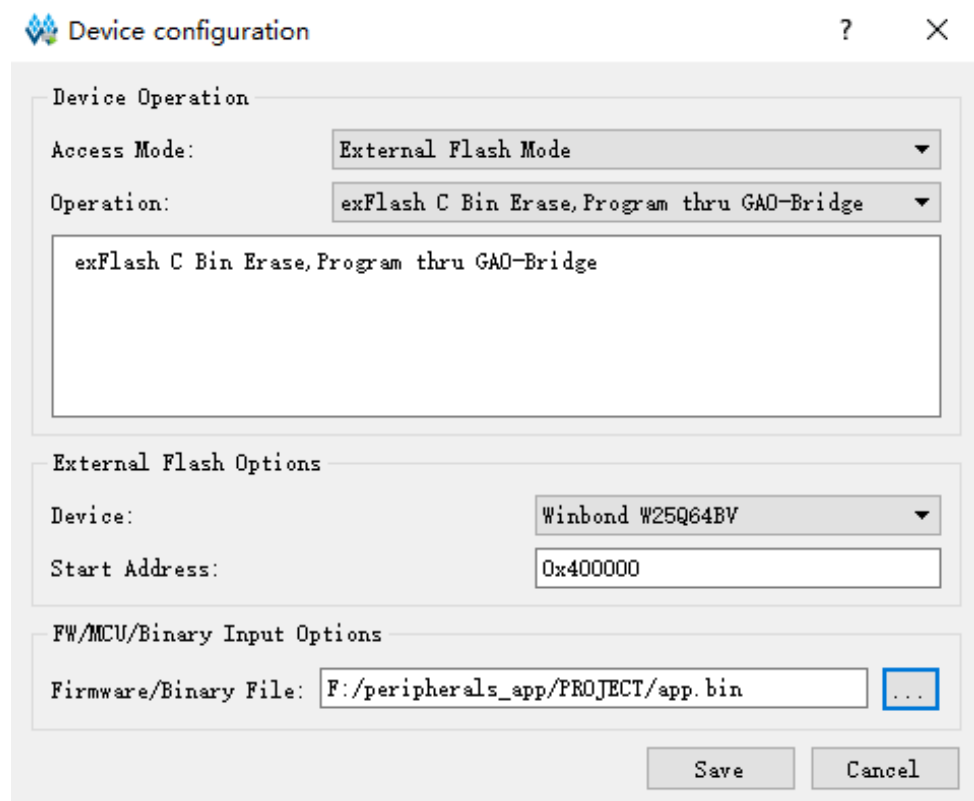 Device configuration ?
Device Operation
Access Mode: External Flash Mode
Operation: exFlash C Bin Erase,Program thru GAO-Bridge
exFlash C Bin Erase,Program thru GAO-Bridge
External Flash Options
Device: Winbond W25Q64BV
Start Address: 0x400000
FW/MCU/Binary Input Options
Firmware/Binary File: F:/peripherals_app/PROJECT/app.bin ...
Save Cancel